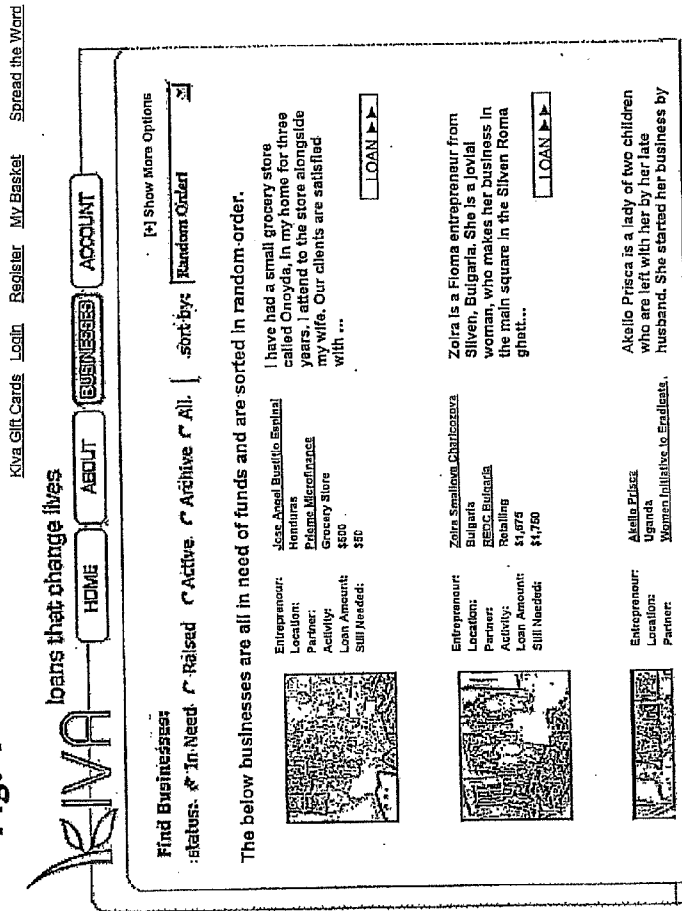 Kiva Gift Cards Login Register My Basket Spread the Word
KIVA loans that change lives
HOME ABOUT BUSINESSES ACCOUNT
Find Businesses:
[+] Show More Options
status: In Need Raised Active Archive All | sort by: Random Order!
The below businesses are all in need of funds and are sorted in random order.
Entrepreneur: Jose Angel Bustillo Espinal
Location: Honduras
Partner: Prisma Microfinance
Activity: Grocery Store
Loan Amount: $500
Still Needed: $50
I have had a small grocery store
called Onoyda, in my home for three
years. I attend to the store alongside
my wife. Our clients are satisfied
with ...
LOAN ►►
Entrepreneur:
Location: Bulgaria
Partner: REDC Bulgaria
Activity: Retailing
Loan Amount:
Still Needed: $1,750
Zoira is a Roma entrepreneur from
Sliven, Bulgaria. She is a jovial
woman, who makes her business in
the main square in the Sliven Roma
ghett...
LOAN ►►
Entrepreneur: Akello Prisca
Location: Uganda
Partner: Women Initiative to Eradicate
Akello Prisca is a lady of two children
who are left with her by her late
husband. She started her business by